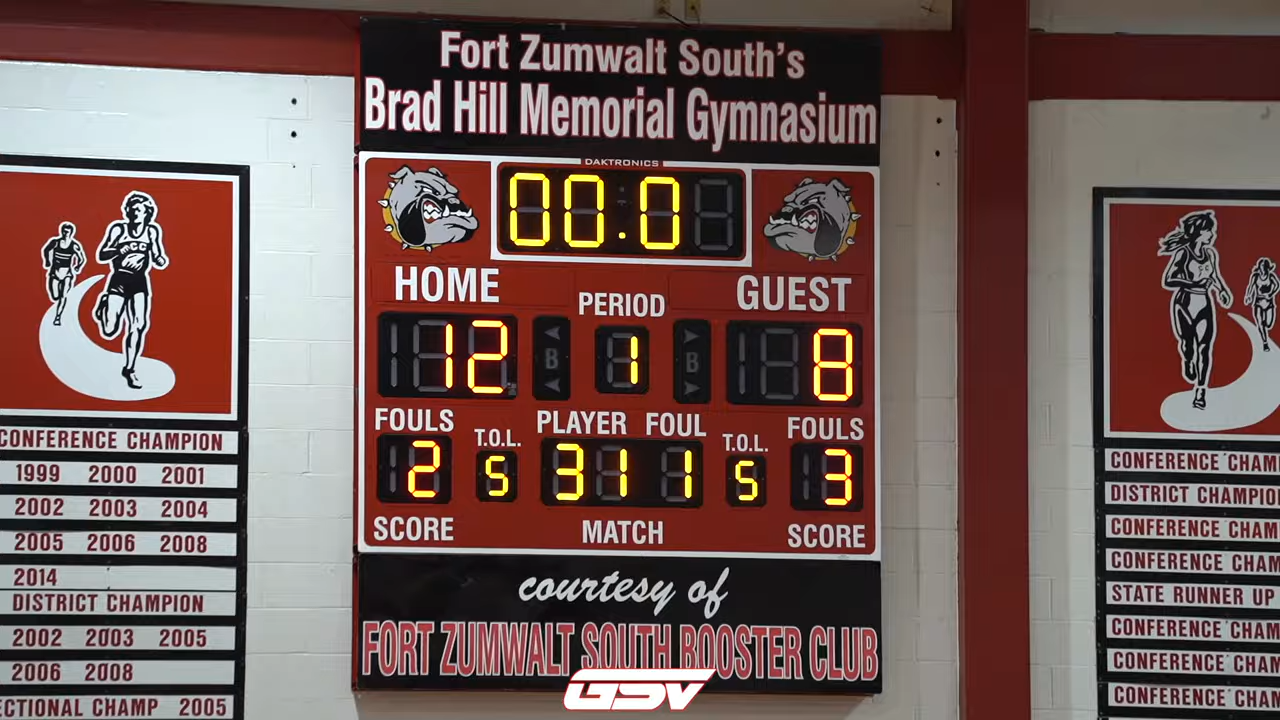 Fort Zumwalt South's
Brad Hill Memorial Gymnasium
DAKTRONICS
00.0
HOME PERIOD GUEST
12 B 1 B 8
FOULS PLAYER FOUL FOULS
T.O.L. T.O.L.
2 5 31 1 5 3
SCORE MATCH SCORE
courtesy of
FORT ZUMWALT SOUTH BOOSTER CLUB
GSV
CONFERENCE CHAMPION
1999 2000 2001
2002 2003 2004
2005 2006 2008
2014
DISTRICT CHAMPION
2002 2003 2005
2006 2008
ECTIONAL CHAMP 2005
CONFERENCE CHAM
DISTRICT CHAMPIO
CONFERENCE CHAM
CONFERENCE CHAM
STATE RUNNER UP
CONFERENCE CHAM
CONFERENCE CHAM
CONFERENCE CHAM